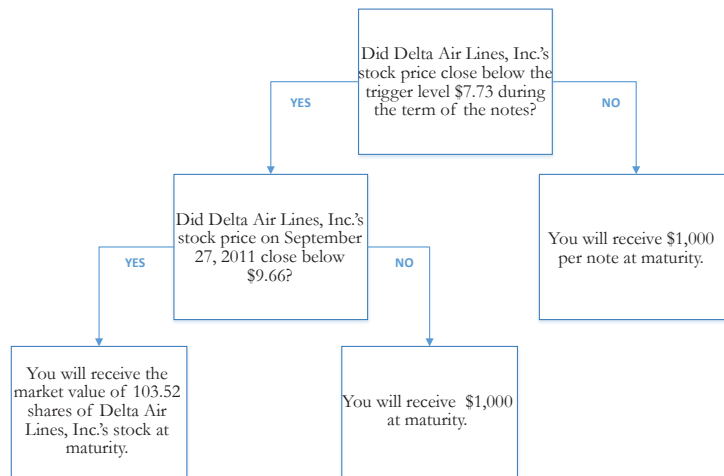 Did Delta Air Lines, Inc.'s
stock price close below the
trigger level $7.73 during
the term of the notes?
YES
NO
Did Delta Air Lines, Inc.'s
stock price on September
27, 2011 close below
$9.66?
You will receive $1,000
per note at maturity.
YES
NO
You will receive the
market value of 103.52
shares of Delta Air
Lines, Inc.'s stock at
maturity.
You will receive $1,000
at maturity.